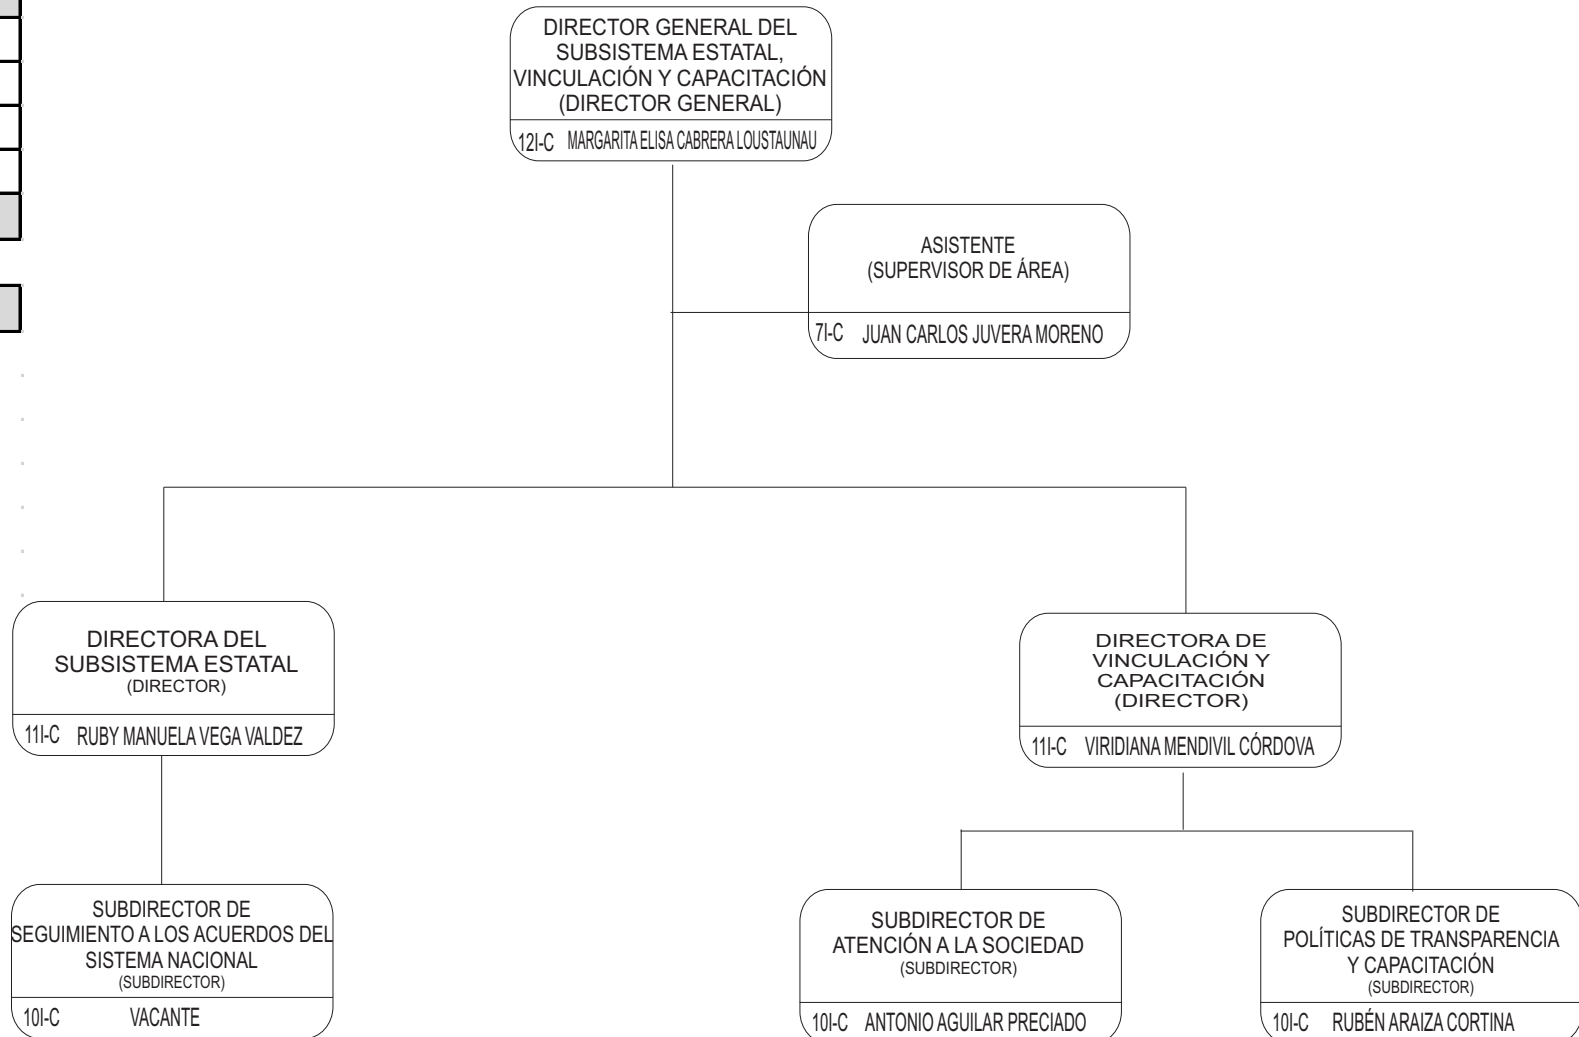 DIRECTOR GENERAL DEL
SUBSISTEMA ESTATAL,
VINCULACIÓN Y CAPACITACIÓN
(DIRECTOR GENERAL)
12I-C MARGARITA ELISA CABRERA LOUSTAUNAU
ASISTENTE
(SUPERVISOR DE ÁREA)
7I-C JUAN CARLOS JUVERA MORENO
DIRECTORA DEL
SUBSISTEMA ESTATAL
(DIRECTOR)
11I-C RUBY MANUELA VEGA VALDEZ
DIRECTORA DE
VINCULACIÓN Y
CAPACITACIÓN
(DIRECTOR)
11I-C VIRIDIANA MENDIVIL CÓRDOVA
SUBDIRECTOR DE
SEGUIMIENTO A LOS ACUERDOS DEL
SISTEMA NACIONAL
(SUBDIRECTOR)
10I-C VACANTE
SUBDIRECTOR DE
ATENCIÓN A LA SOCIEDAD
(SUBDIRECTOR)
10I-C ANTONIO AGUILAR PRECIADO
SUBDIRECTOR DE
POLÍTICAS DE TRANSPARENCIA
Y CAPACITACIÓN
(SUBDIRECTOR)
10I-C RUBÉN ARAIZA CORTINA